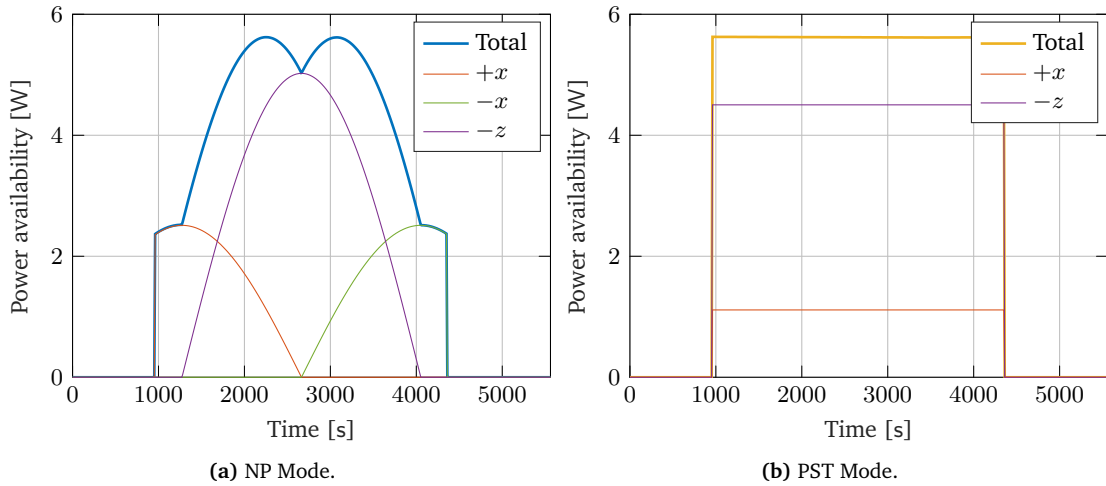 Power availability [W]
6
4
2
0
Total
+x
−x
−z
0 1000 2000 3000 4000 5000
Time [s]
(a) NP Mode.
Power availability [W]
6
4
2
0
Total
+x
−z
0 1000 2000 3000 4000 5000
Time [s]
(b) PST Mode.